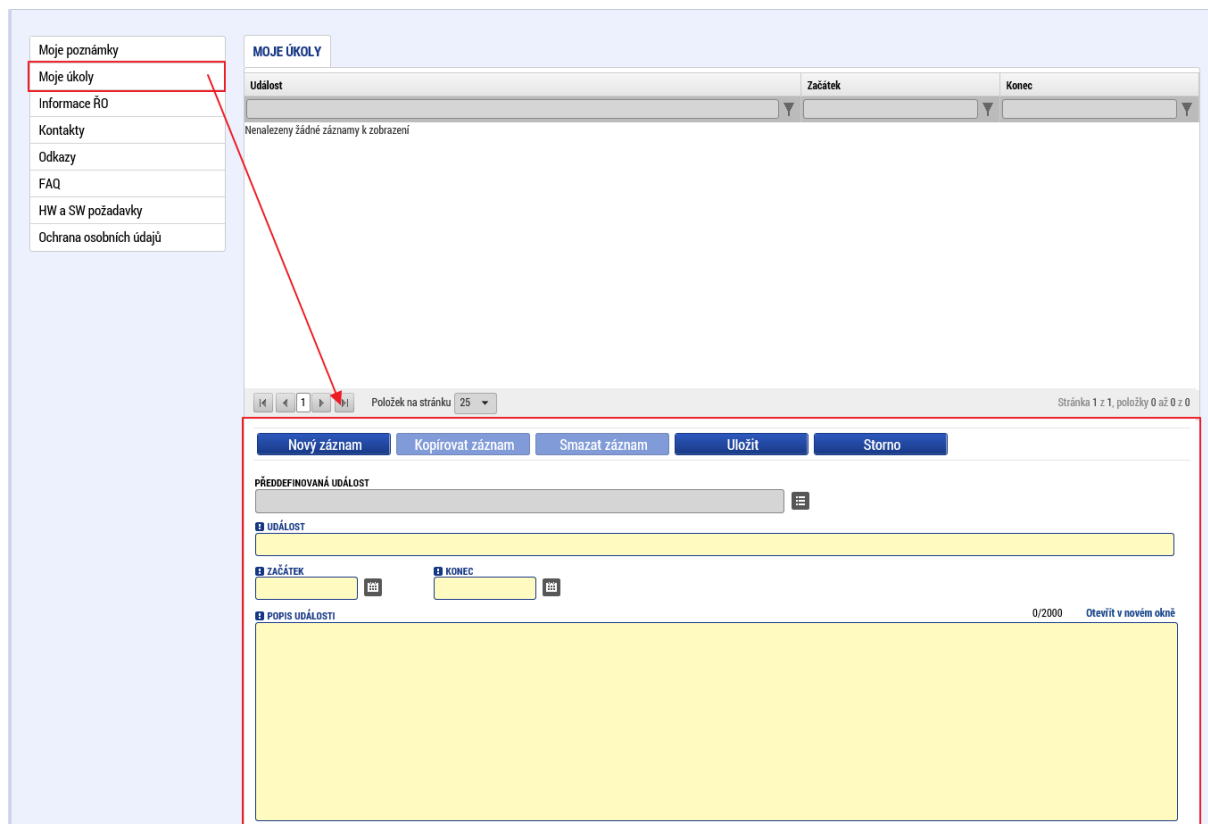 Moje poznámky
Moje úkoly
Informace ŘO
Kontakty
Odkazy
FAQ
HW a SW požadavky
Ochrana osobních údajů
MOJE ÚKOLY
Událost Začátek Konec
Nenalezeny žádné záznamy k zobrazení
1 Položek na stránku 25 Stránka 1 z 1, položky 0 až 0 z 0
Nový záznam Kopírovat záznam Smazat záznam Uložit Storno
PŘEDDEFINOVANÁ UDÁLOST
UDÁLOST
ZAČÁTEK KONEC
POPIS UDÁLOSTI 0/2000 Otevřít v novém okně